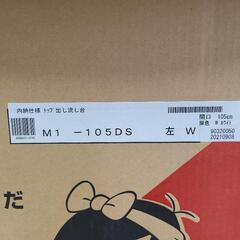 内納仕様 トップ出し流し台
間口 105cm
扉色 W ホワイト
M1 -105DS 左 W
90320050
20210908
だ